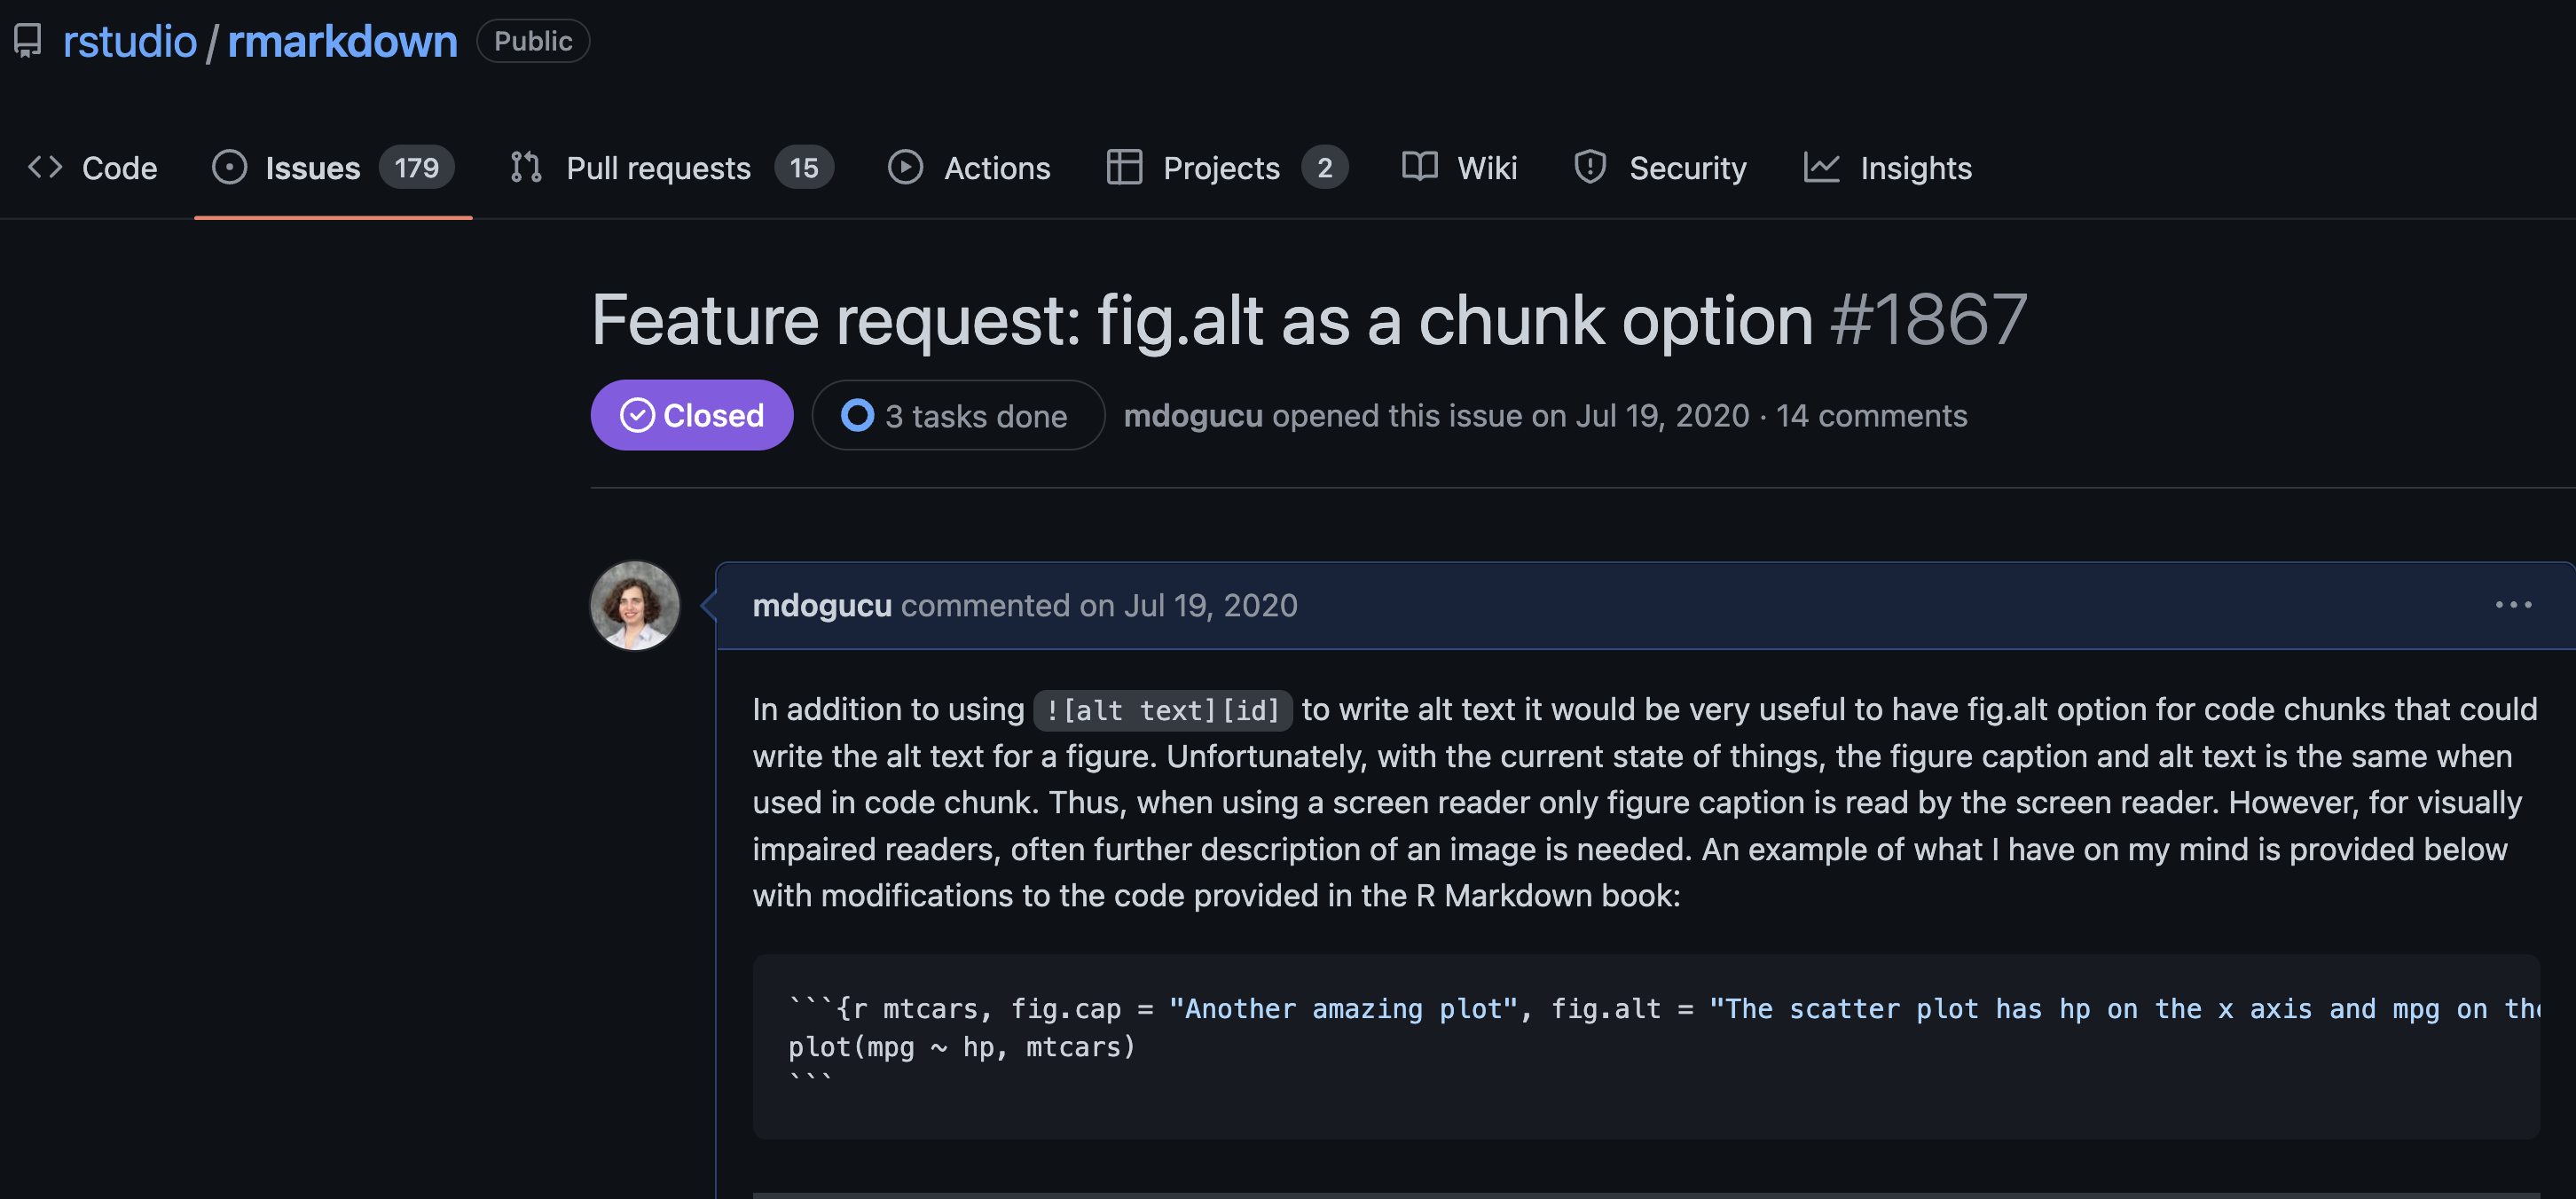 rstudio / rmarkdown Public
Code Issues 179 Pull requests 15 Actions Projects 2 Wiki Security Insights
Feature request: fig.alt as a chunk option #1867
Closed 3 tasks done mdogucu opened this issue on Jul 19, 2020 · 14 comments
mdogucu commented on Jul 19, 2020 ···
In addition to using ![alt text][id] to write alt text it would be very useful to have fig.alt option for code chunks that could
write the alt text for a figure. Unfortunately, with the current state of things, the figure caption and alt text is the same when
used in code chunk. Thus, when using a screen reader only figure caption is read by the screen reader. However, for visually
impaired readers, often further description of an image is needed. An example of what I have on my mind is provided below
with modifications to the code provided in the R Markdown book:
```{r mtcars, fig.cap = "Another amazing plot", fig.alt = "The scatter plot has hp on the x axis and mpg on the
plot(mpg ~ hp, mtcars)
```